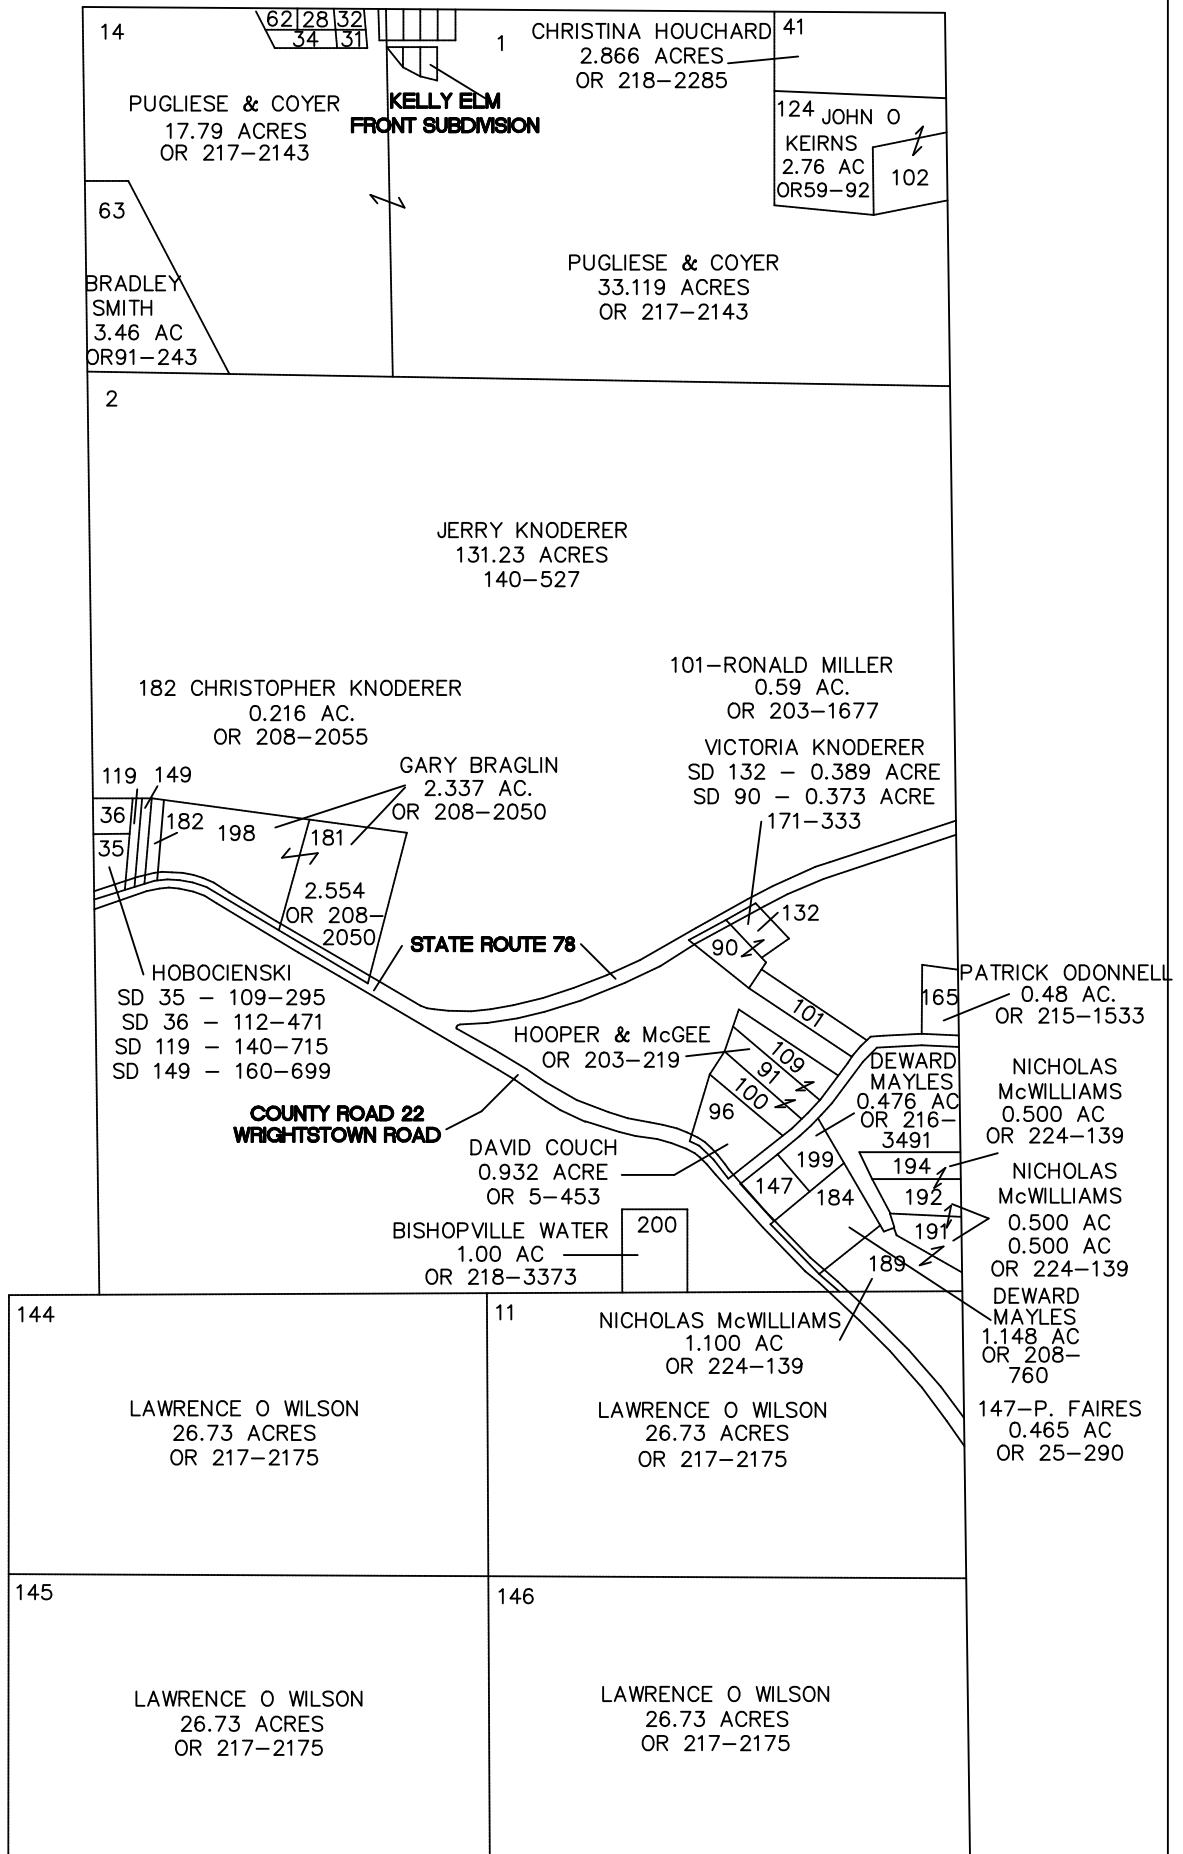 14
62 28 32
34 31
1
CHRISTINA HOUCHARD
2.866 ACRES
OR 218-2285
41
PUGLIESE & COYER
17.79 ACRES
OR 217-2143
KELLY ELM
FRONT SUBDIVISION
124 JOHN O
KEIRNS
2.76 AC
OR59-92
102
63
BRADLEY
SMITH
3.46 AC
OR91-243
PUGLIESE & COYER
33.119 ACRES
OR 217-2143
2
JERRY KNODERER
131.23 ACRES
140-527
182 CHRISTOPHER KNODERER
0.216 AC.
OR 208-2055
101-RONALD MILLER
0.59 AC.
OR 203-1677
VICTORIA KNODERER
SD 132 - 0.389 ACRE
SD 90 - 0.373 ACRE
171-333
GARY BRAGLIN
2.337 AC.
OR 208-2050
119 149
36
35
182
198
181
2.554
OR 208-
2050
STATE ROUTE 78
132
90
101
HOBOCIENSKI
SD 35 - 109-295
SD 36 - 112-471
SD 119 - 140-715
SD 149 - 160-699
165
PATRICK ODONNELL
0.48 AC.
OR 215-1533
HOOPER & McGEE
OR 203-219
109
91
100
96
DEWARD
MAYLES
0.476 AC
OR 216-
3491
NICHOLAS
McWILLIAMS
0.500 AC
OR 224-139
COUNTY ROAD 22
WRIGHTSTOWN ROAD
DAVID COUCH
0.932 ACRE
OR 5-453
199
147
184
194
192
191
189
NICHOLAS
McWILLIAMS
0.500 AC
0.500 AC
OR 224-139
BISHOPVILLE WATER
1.00 AC
OR 218-3373
200
DEWARD
MAYLES
1.148 AC
OR 208-
760
147-P. FAIRES
0.465 AC
OR 25-290
144
LAWRENCE O WILSON
26.73 ACRES
OR 217-2175
11
NICHOLAS McWILLIAMS
1.100 AC
OR 224-139
LAWRENCE O WILSON
26.73 ACRES
OR 217-2175
145
LAWRENCE O WILSON
26.73 ACRES
OR 217-2175
146
LAWRENCE O WILSON
26.73 ACRES
OR 217-2175